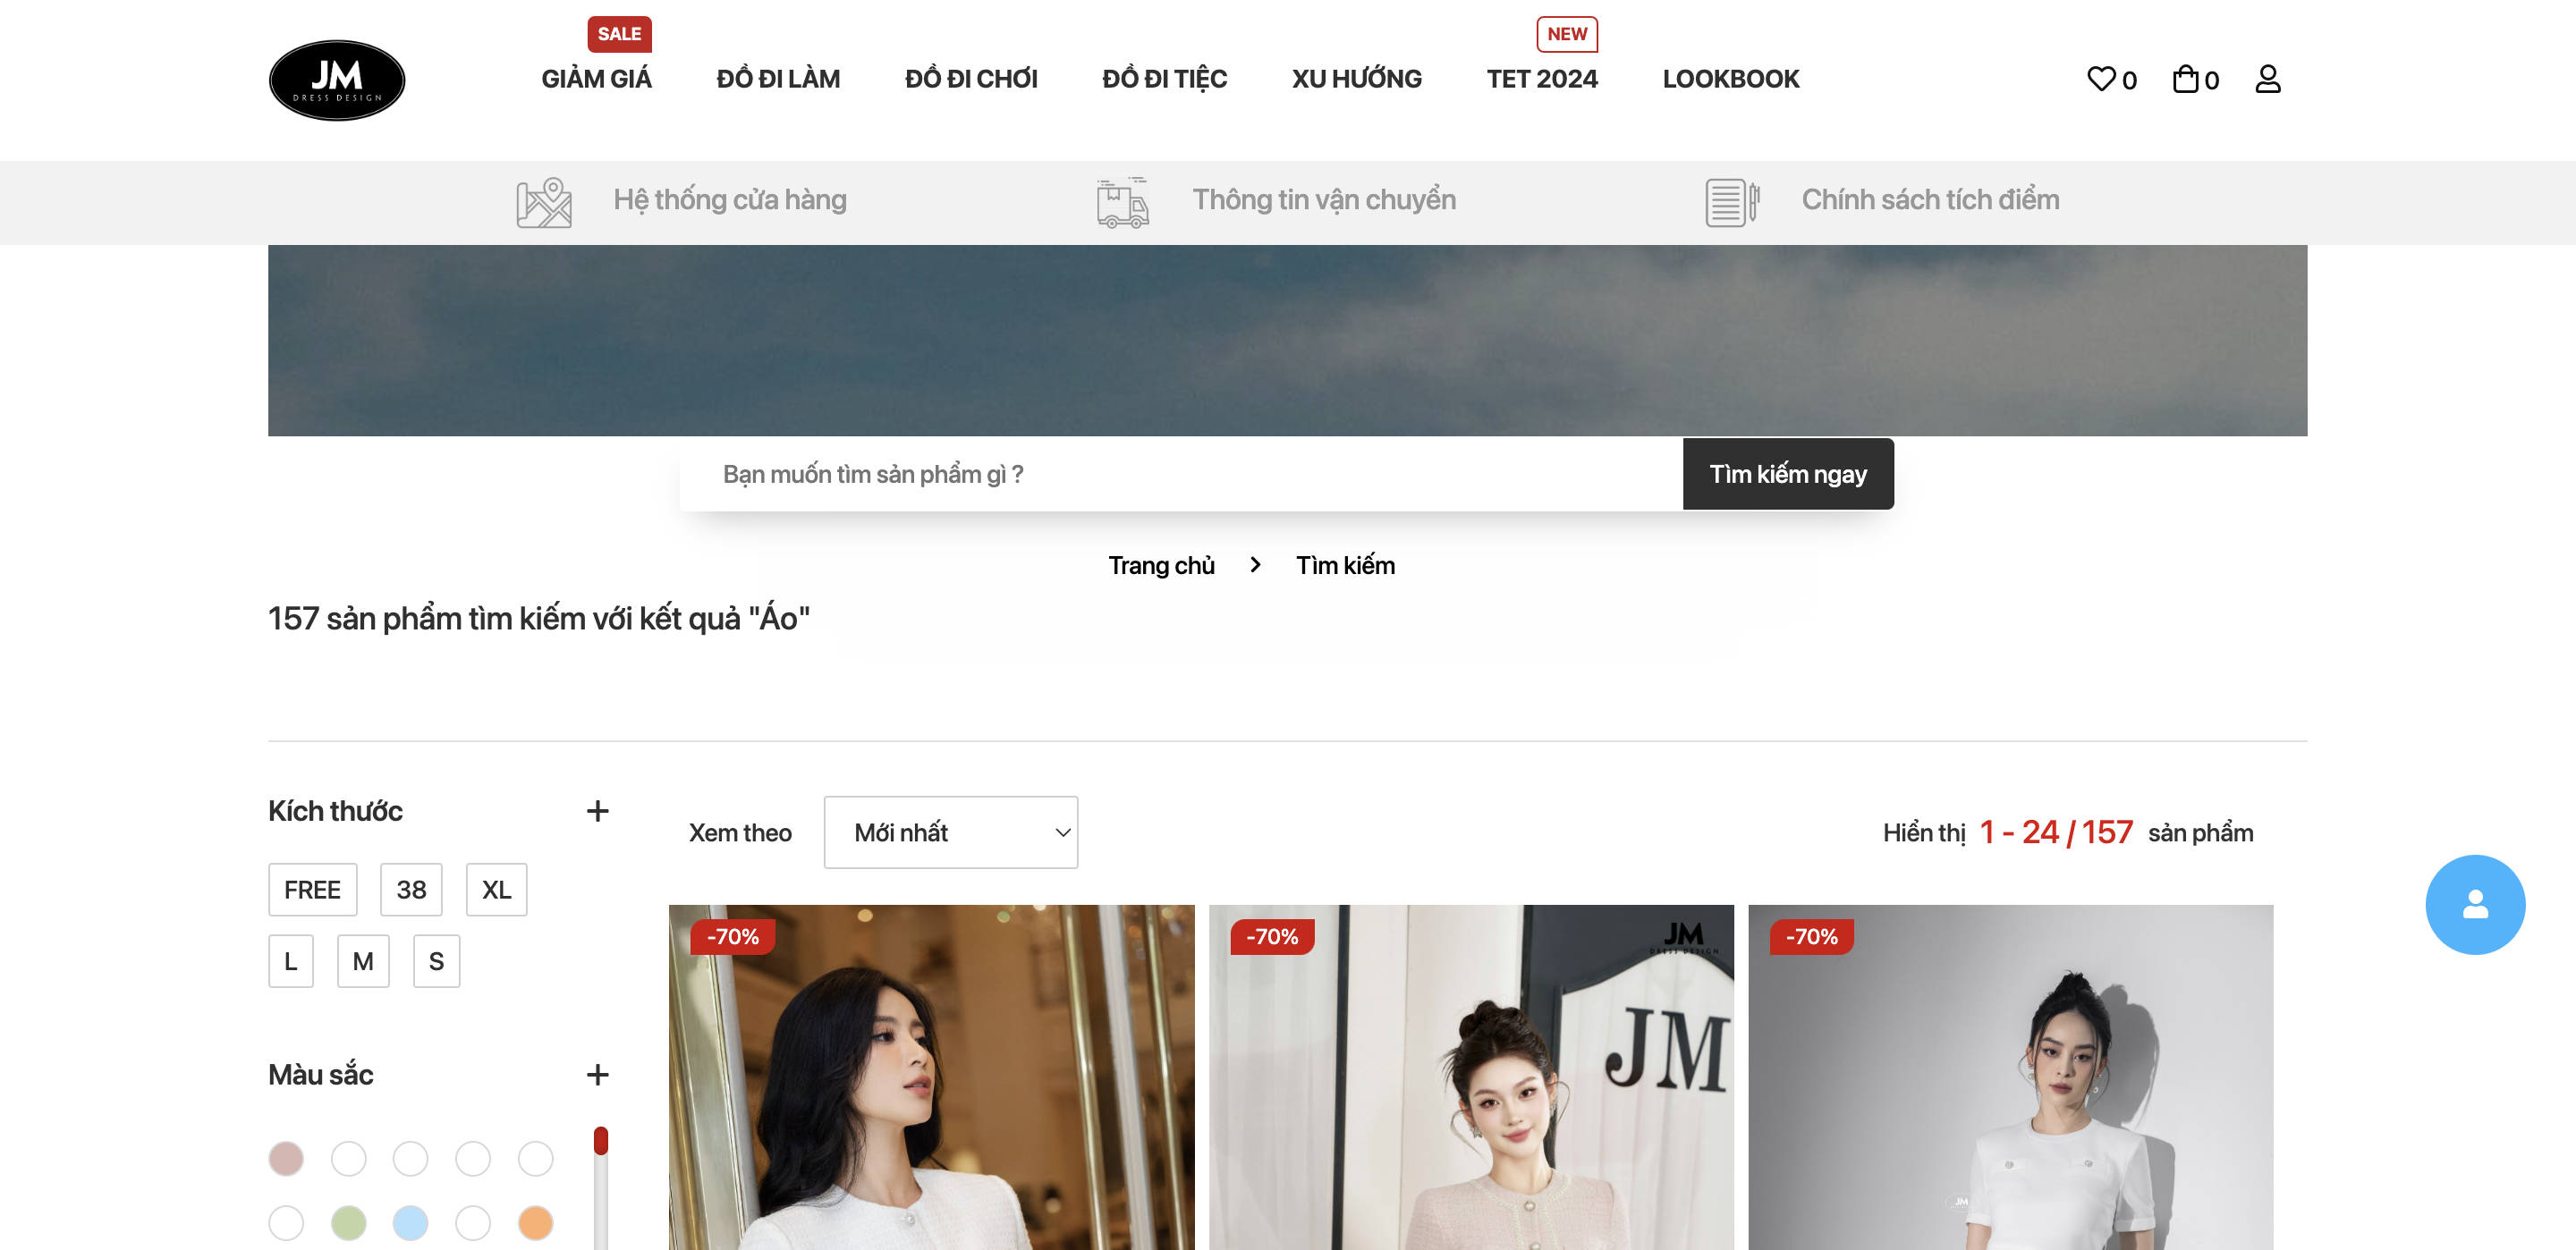 SALE
NEW
JM
DRESS DESIGN
GIẢM GIÁ
ĐỒ ĐI LÀM
ĐỒ ĐI CHƠI
ĐỒ ĐI TIỆC
XU HƯỚNG
TET 2024
LOOKBOOK
0
0
Hệ thống cửa hàng
Thông tin vận chuyển
Chính sách tích điểm
Bạn muốn tìm sản phẩm gì ?
Tìm kiếm ngay
Trang chủ
Tìm kiếm
157 sản phẩm tìm kiếm với kết quả "Áo"
Kích thước
Xem theo
Mới nhất
Hiển thị 1 - 24 / 157 sản phẩm
FREE
38
XL
L
M
S
Màu sắc
-70%
-70%
JM
DRESS DESIGN
JM
-70%
JM